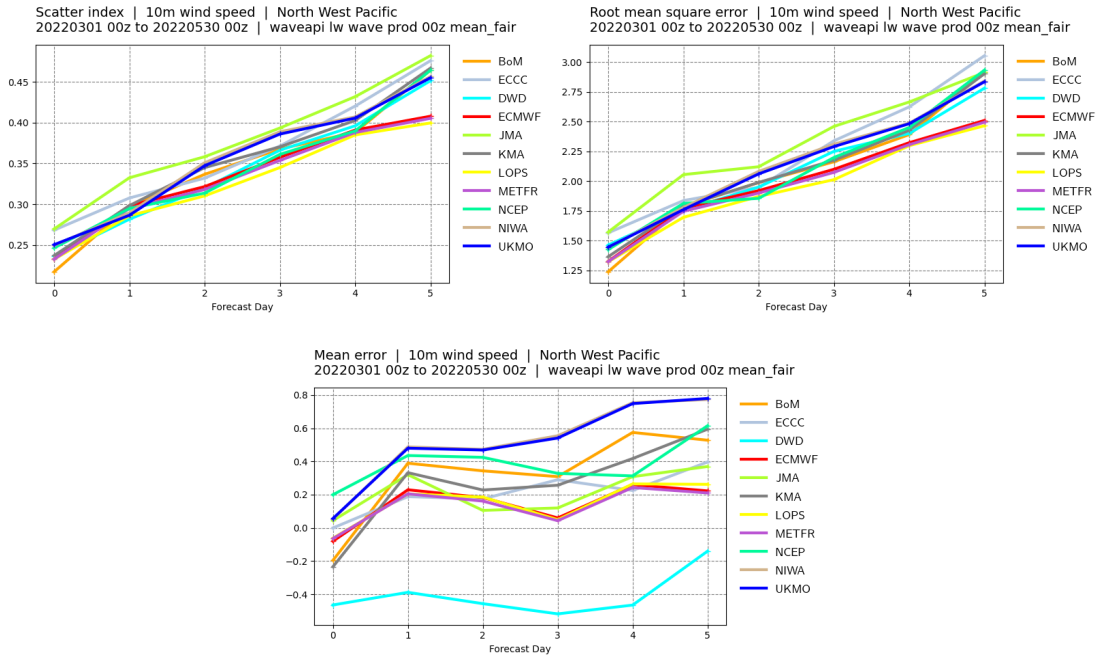 Scatter index | 10m wind speed | North West Pacific
20220301 00z to 20220530 00z | waveapi lw wave prod 00z mean_fair
0.45
0.40
0.35
0.30
0.25
0 1 2 3 4 5
Forecast Day
BoM
ECCC
DWD
ECMWF
JMA
KMA
LOPS
METFR
NCEP
NIWA
UKMO
Root mean square error | 10m wind speed | North West Pacific
20220301 00z to 20220530 00z | waveapi lw wave prod 00z mean_fair
3.00
2.75
2.50
2.25
2.00
1.75
1.50
1.25
0 1 2 3 4 5
Forecast Day
BoM
ECCC
DWD
ECMWF
JMA
KMA
LOPS
METFR
NCEP
NIWA
UKMO
Mean error | 10m wind speed | North West Pacific
20220301 00z to 20220530 00z | waveapi lw wave prod 00z mean_fair
0.8
0.6
0.4
0.2
0.0
−0.2
−0.4
0 1 2 3 4 5
Forecast Day
BoM
ECCC
DWD
ECMWF
JMA
KMA
LOPS
METFR
NCEP
NIWA
UKMO